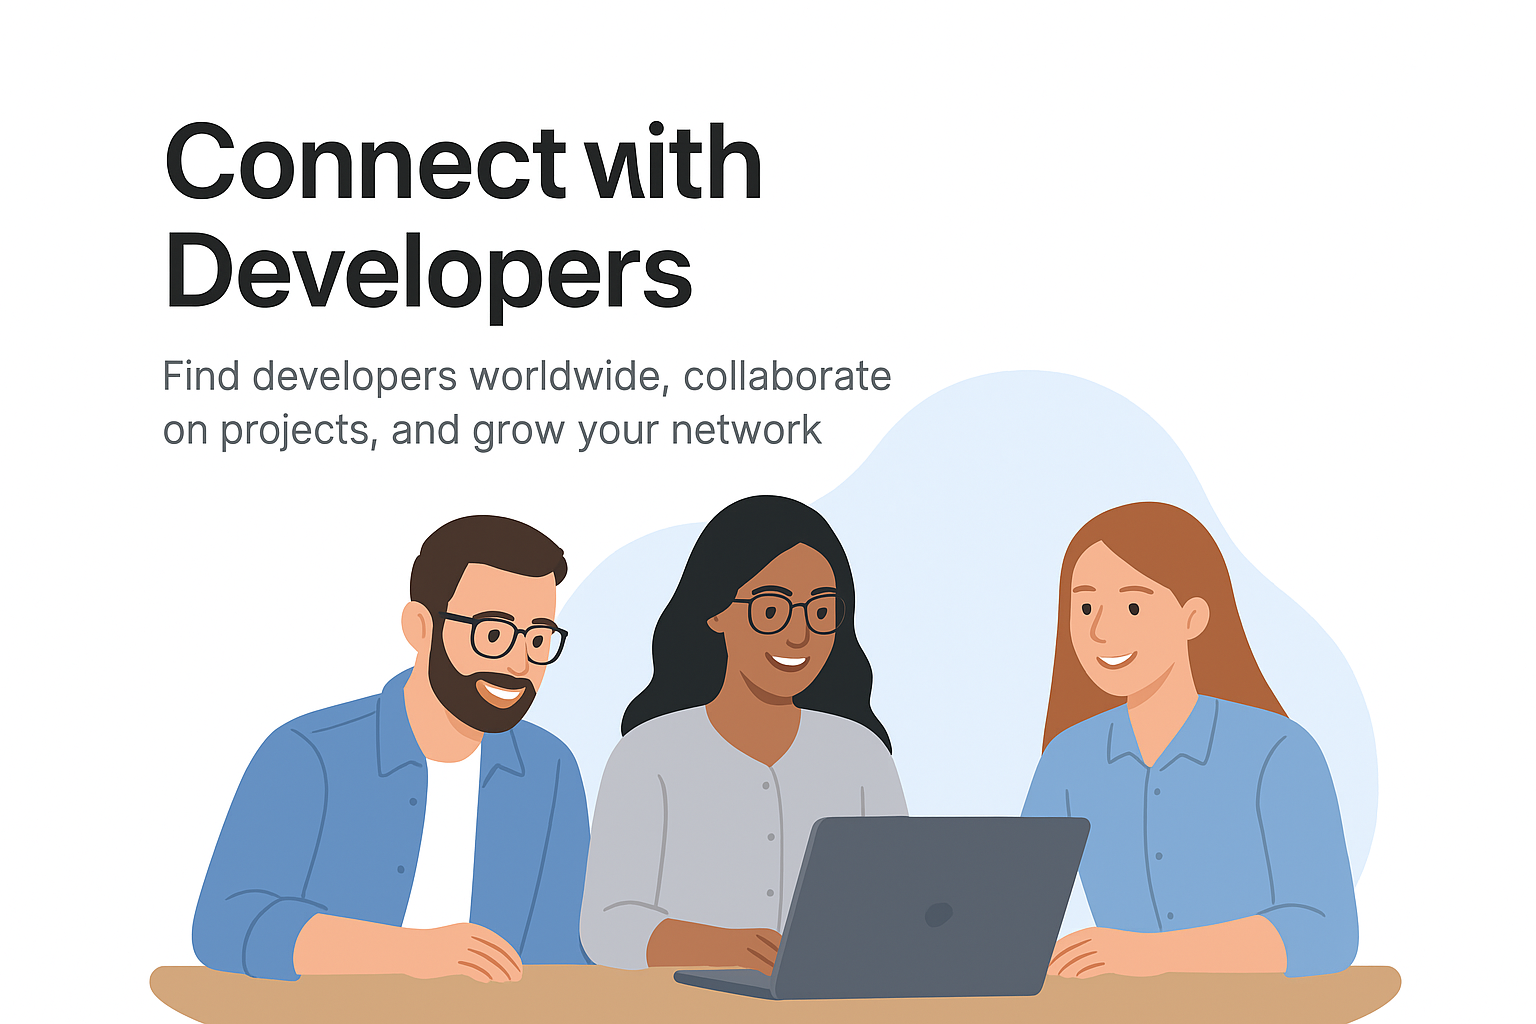 Connect with
Developers
Find developers worldwide, collaborate
on projects, and grow your network